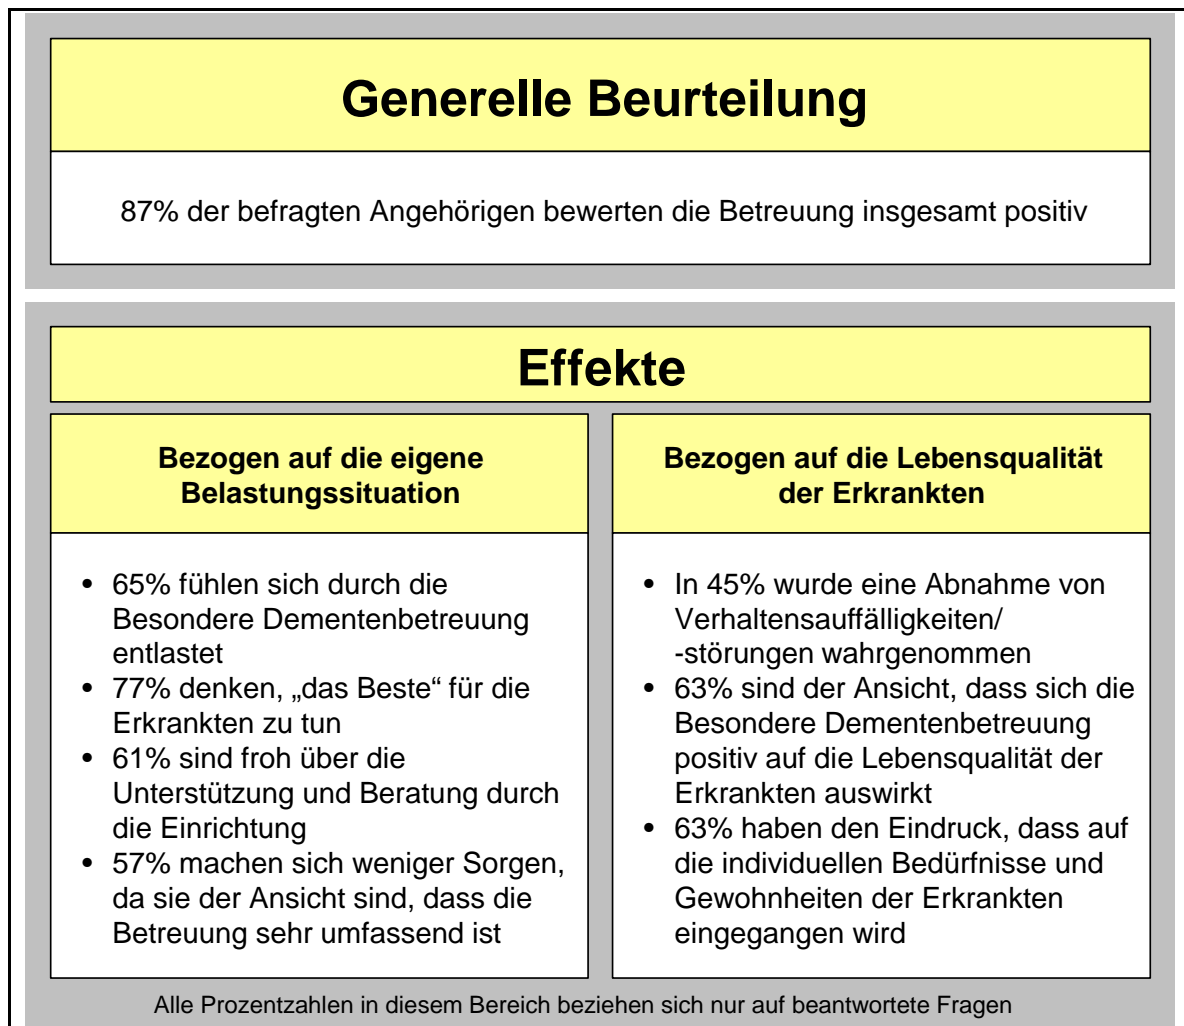 Generelle Beurteilung
87% der befragten Angehörigen bewerten die Betreuung insgesamt positiv
Effekte
Bezogen auf die eigene
Belastungssituation
• 65% fühlen sich durch die
Besondere Dementenbetreuung
entlastet
• 77% denken, „das Beste“ für die
Erkrankten zu tun
• 61% sind froh über die
Unterstützung und Beratung durch
die Einrichtung
• 57% machen sich weniger Sorgen,
da sie der Ansicht sind, dass die
Betreuung sehr umfassend ist
Bezogen auf die Lebensqualität
der Erkrankten
• In 45% wurde eine Abnahme von
Verhaltensauffälligkeiten/
-störungen wahrgenommen
• 63% sind der Ansicht, dass sich die
Besondere Dementenbetreuung
positiv auf die Lebensqualität der
Erkrankten auswirkt
• 63% haben den Eindruck, dass auf
die individuellen Bedürfnisse und
Gewohnheiten der Erkrankten
eingegangen wird
Alle Prozentzahlen in diesem Bereich beziehen sich nur auf beantwortete Fragen